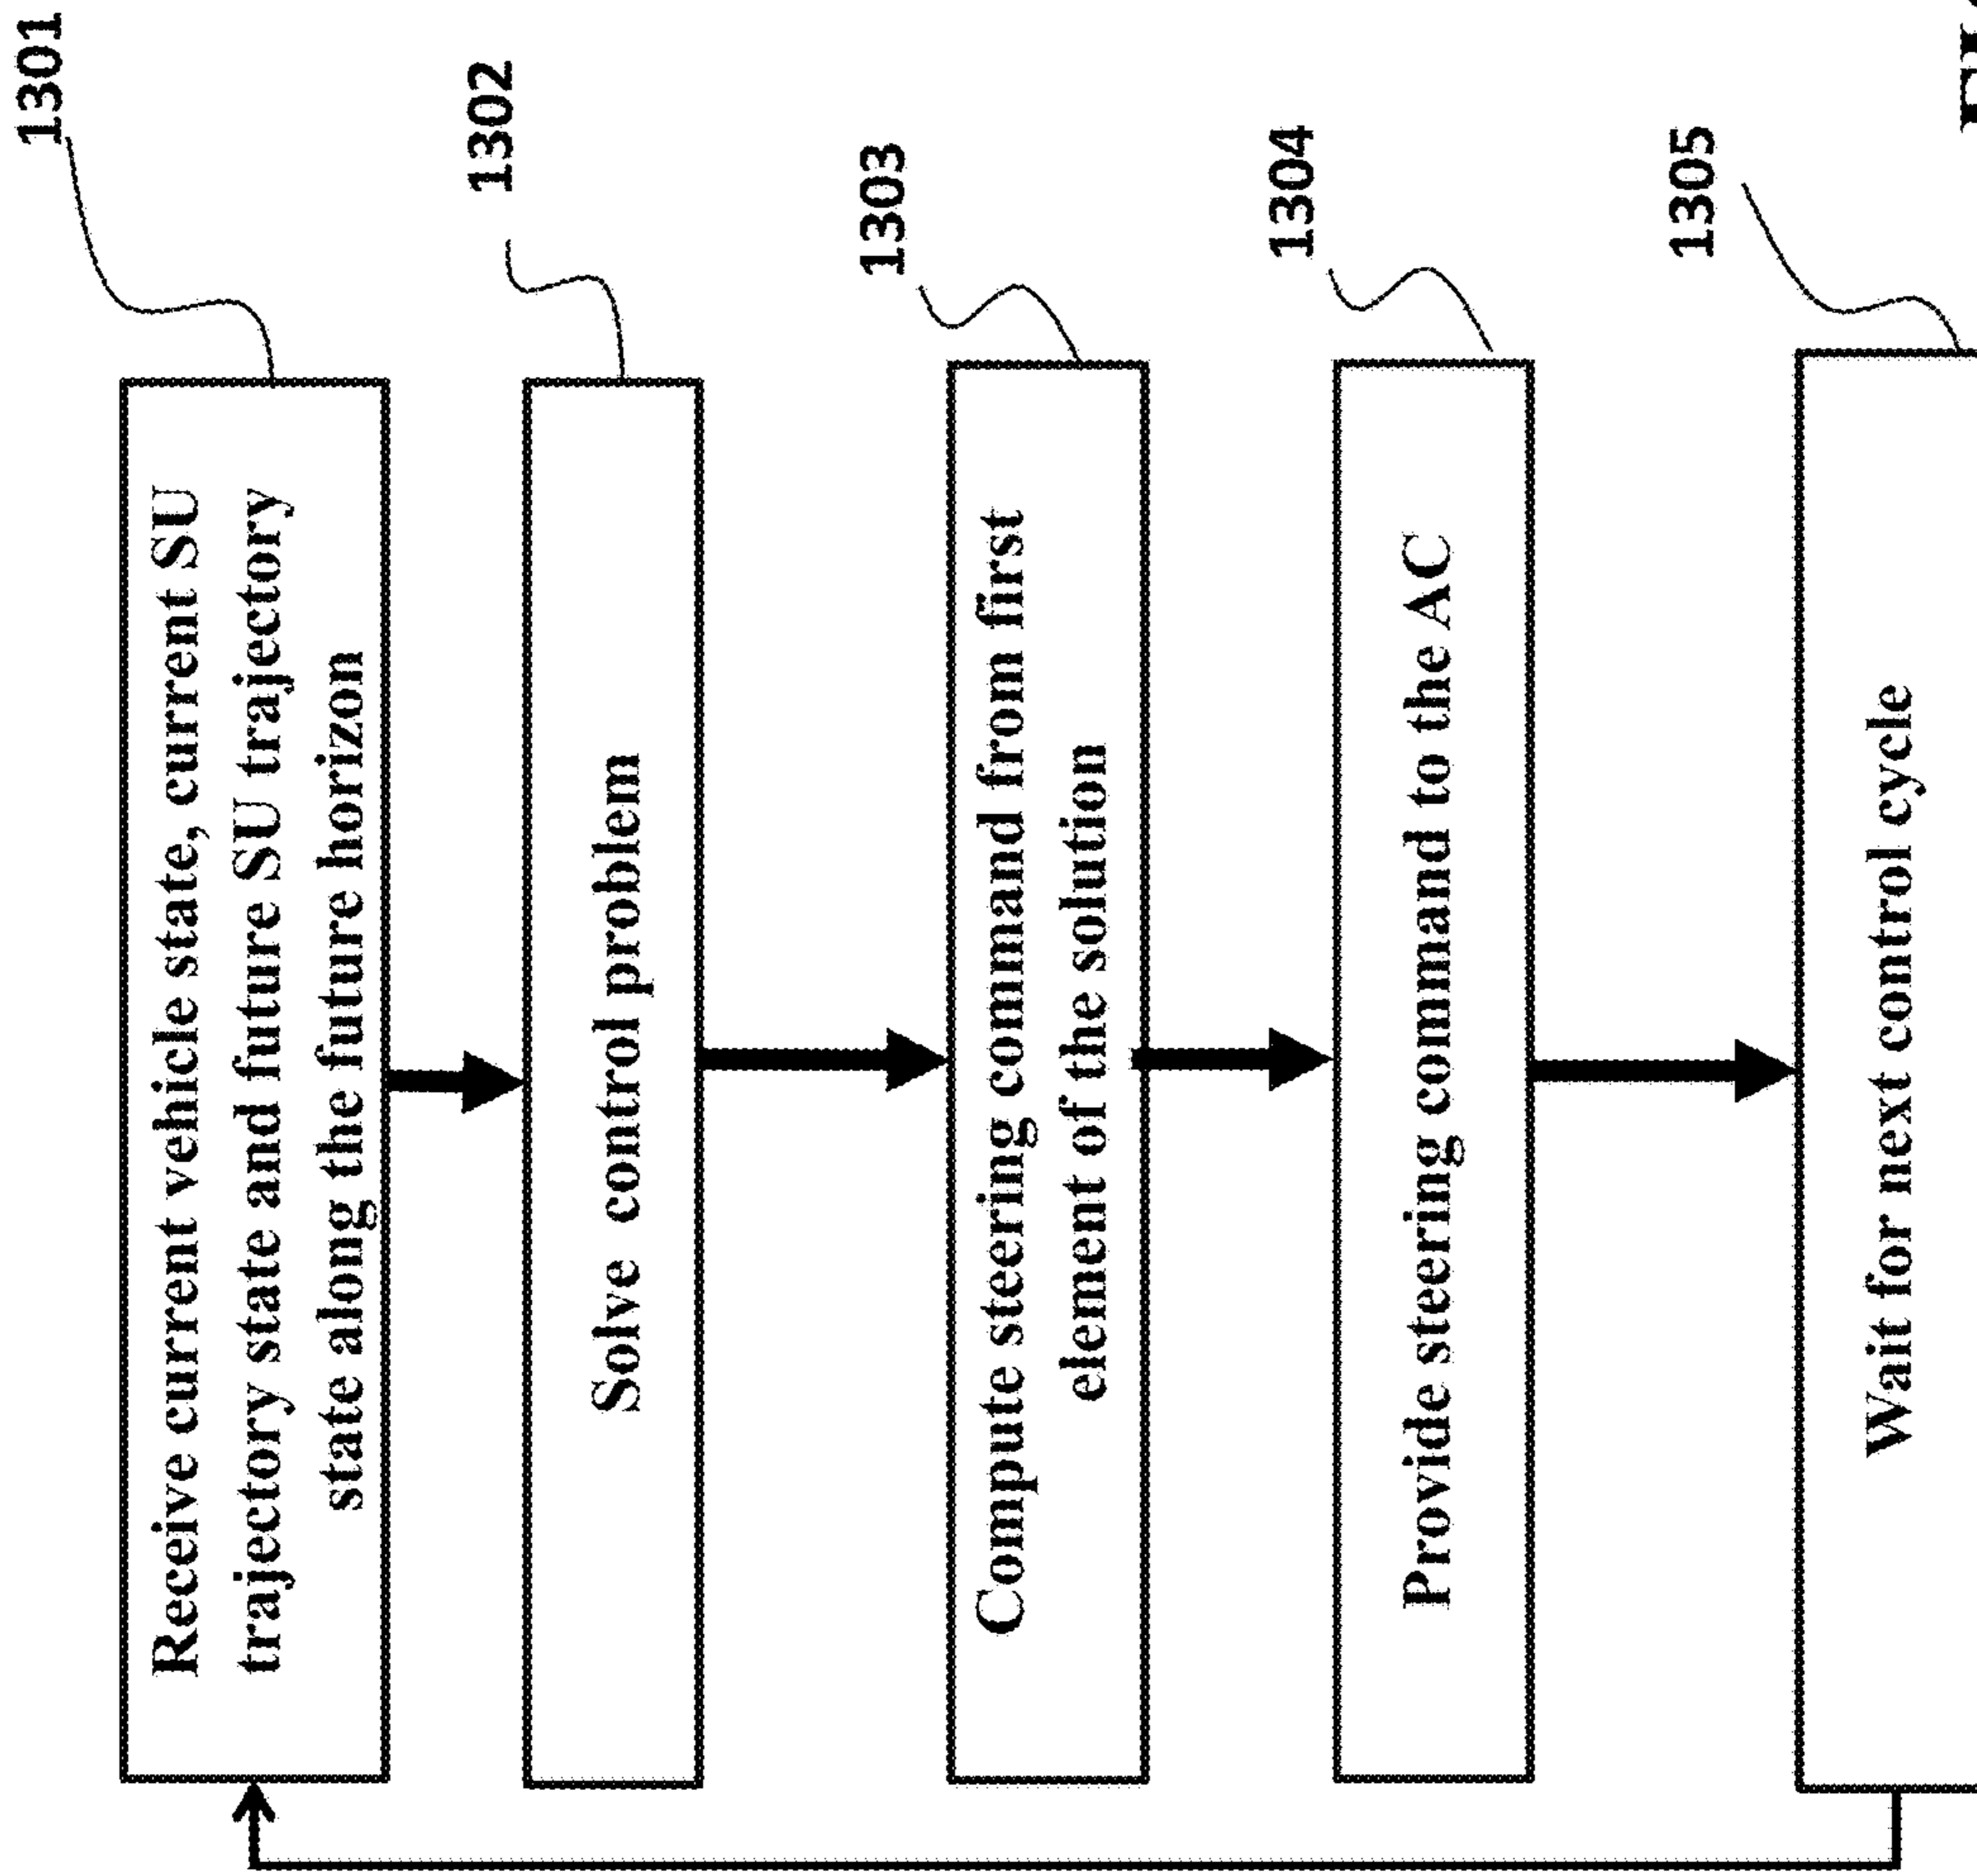 1301
Receive current vehicle state, current SU
trajectory state and future SU trajectory
state along the future horizon
1302
Solve control problem
1303
Compute steering command from first
element of the solution
1304
Provide steering command to the AC
1305
Wait for next control cycle